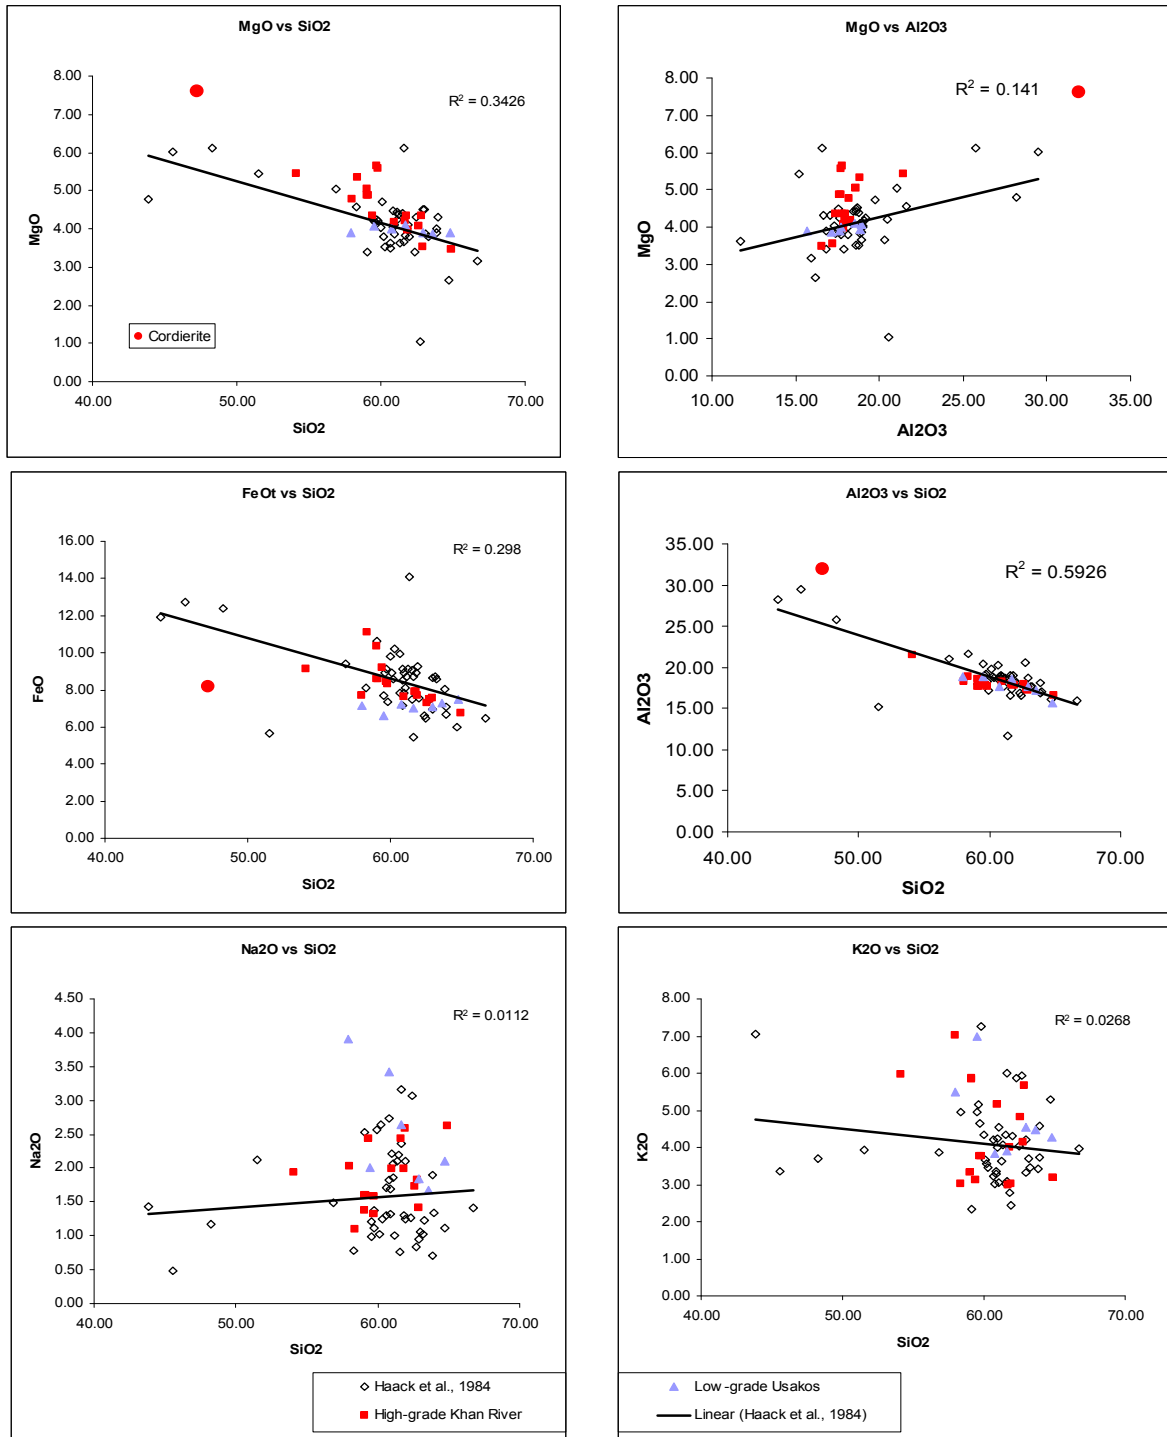 MgO vs SiO2
R² = 0.3426
MgO
8.00
7.00
6.00
5.00
4.00
3.00
2.00
1.00
0.00
Cordierite
40.00 50.00 60.00 70.00
SiO2
MgO vs Al2O3
R² = 0.141
MgO
8.00
7.00
6.00
5.00
4.00
3.00
2.00
1.00
0.00
10.00 15.00 20.00 25.00 30.00 35.00
Al2O3
FeOt vs SiO2
R² = 0.298
FeO
16.00
14.00
12.00
10.00
8.00
6.00
4.00
2.00
0.00
40.00 50.00 60.00 70.00
SiO2
Al2O3 vs SiO2
R² = 0.5926
Al2O3
35.00
30.00
25.00
20.00
15.00
10.00
5.00
0.00
40.00 50.00 60.00 70.00
SiO2
Na2O vs SiO2
R² = 0.0112
Na2O
4.50
4.00
3.50
3.00
2.50
2.00
1.50
1.00
0.50
0.00
40.00 50.00 60.00 70.00
SiO2
K2O vs SiO2
R² = 0.0268
K2O
8.00
7.00
6.00
5.00
4.00
3.00
2.00
1.00
0.00
40.00 50.00 60.00 70.00
SiO2
Haack et al., 1984
High-grade Khan River
Low-grade Usakos
Linear (Haack et al., 1984)